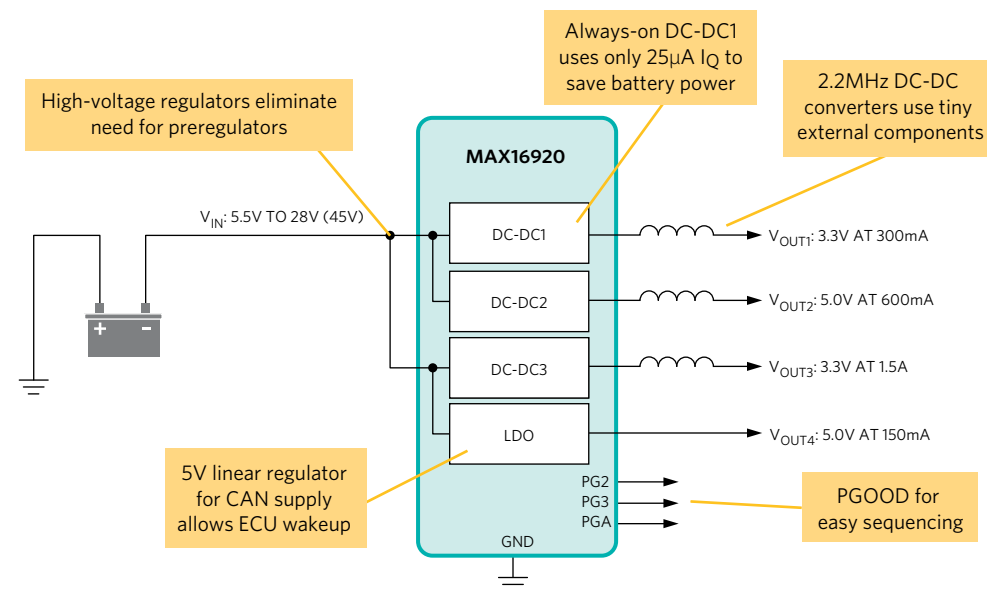 Always-on DC-DC1
uses only 25µA IQ to
save battery power
High-voltage regulators eliminate
need for preregulators
2.2MHz DC-DC
converters use tiny
external components
MAX16920
VIN: 5.5V TO 28V (45V)
DC-DC1
VOUT1: 3.3V AT 300mA
DC-DC2
VOUT2: 5.0V AT 600mA
+ -
DC-DC3
VOUT3: 3.3V AT 1.5A
LDO
VOUT4: 5.0V AT 150mA
5V linear regulator
for CAN supply
allows ECU wakeup
PG2
PG3
PGA
PGOOD for
easy sequencing
GND